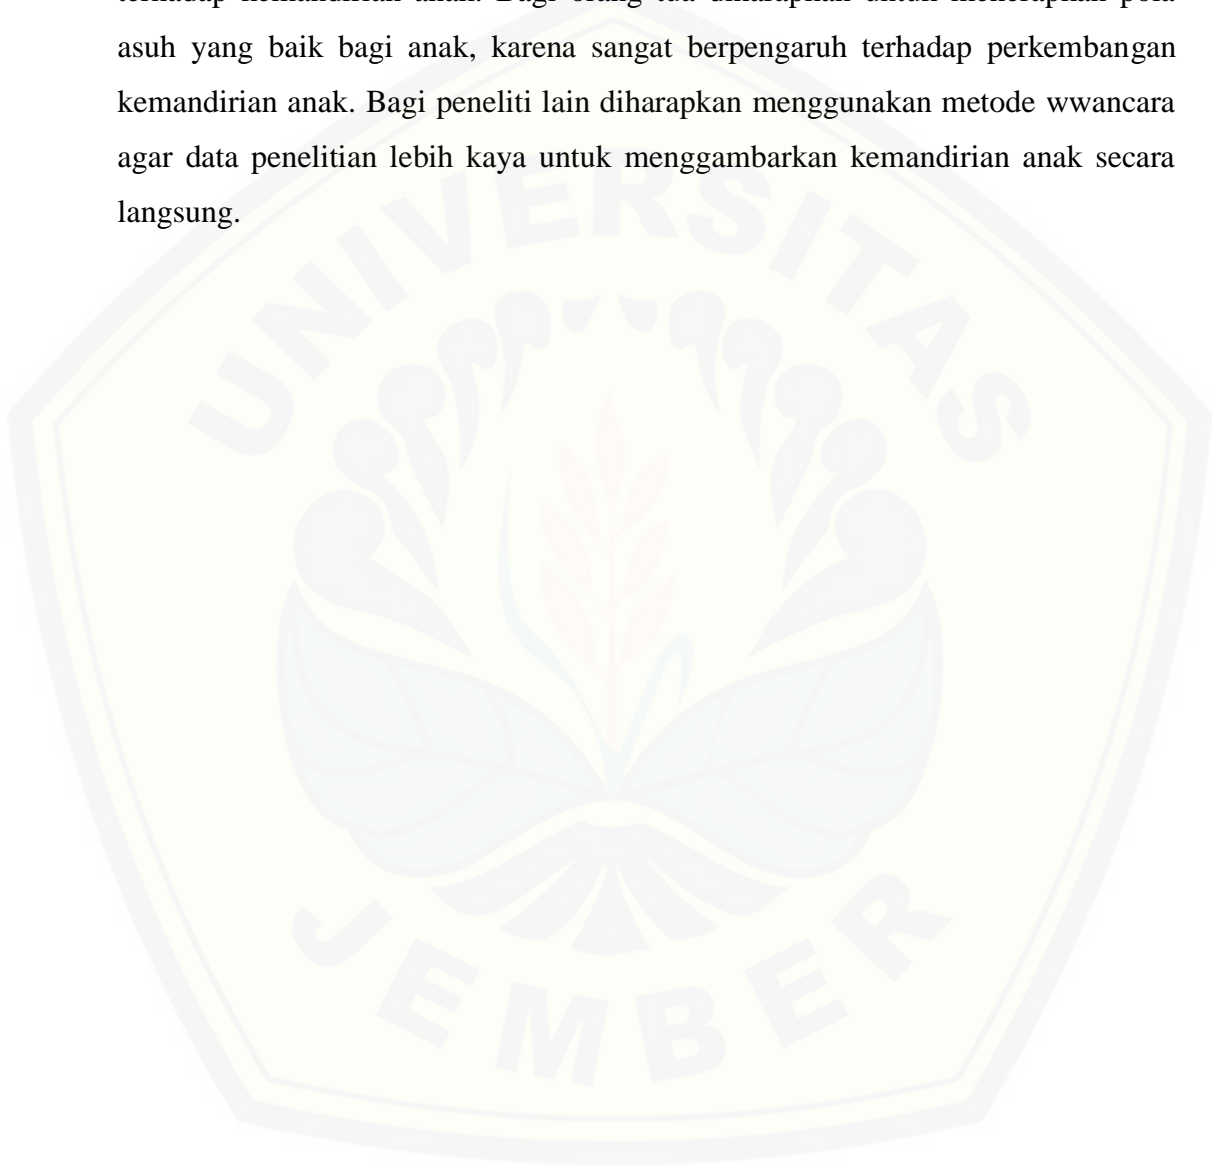 terhadap kemandirian anak. Bagi orang tua diharapkan untuk menerapkan pola
asuh yang baik bagi anak, karena sangat berpengaruh terhadap perkembangan
kemandirian anak. Bagi peneliti lain diharapkan menggunakan metode wwancara
agar data penelitian lebih kaya untuk menggambarkan kemandirian anak secara
langsung.
UNIVERSITAS
JEMBER